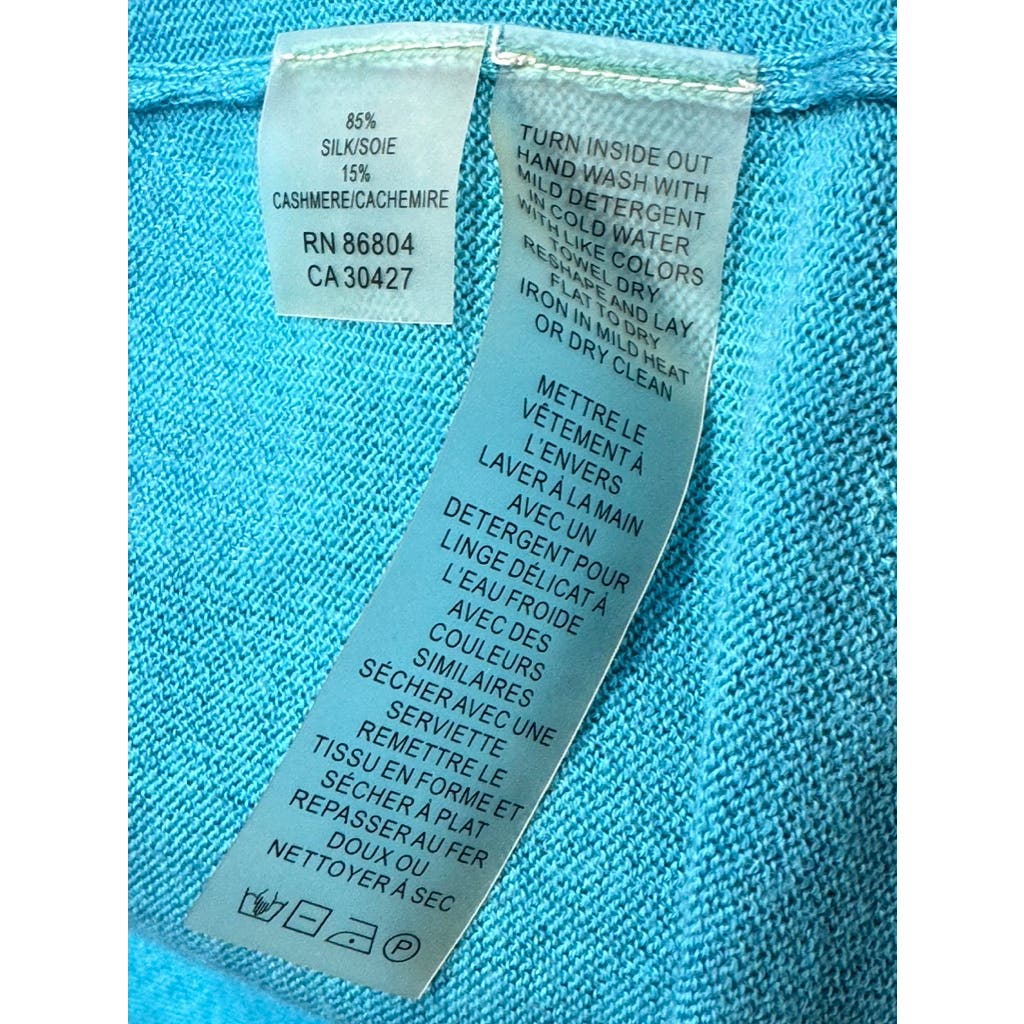 85%
SILK/SOIE
15%
CASHMERE/CACHEMIRE
RN 86804
CA 30427
TURN INSIDE OUT
HAND WASH WITH
MILD DETERGENT
IN COLD WATER
WITH LIKE COLORS
TOWEL DRY
RESHAPE AND LAY
FLAT TO DRY
IRON IN MILD HEAT
OR DRY CLEAN
METTRE LE
VÊTEMENT À
L'ENVERS
LAVER À LA MAIN
AVEC UN
DETERGENT POUR
LINGE DÉLICAT À
L'EAU FROIDE
AVEC DES
COULEURS
SIMILAIRES
SÉCHER AVEC UNE
SERVIETTE
REMETTRE LE
TISSU EN FORME ET
SÉCHER À PLAT
REPASSER AU FER
DOUX OU
NETTOYER À SEC
P